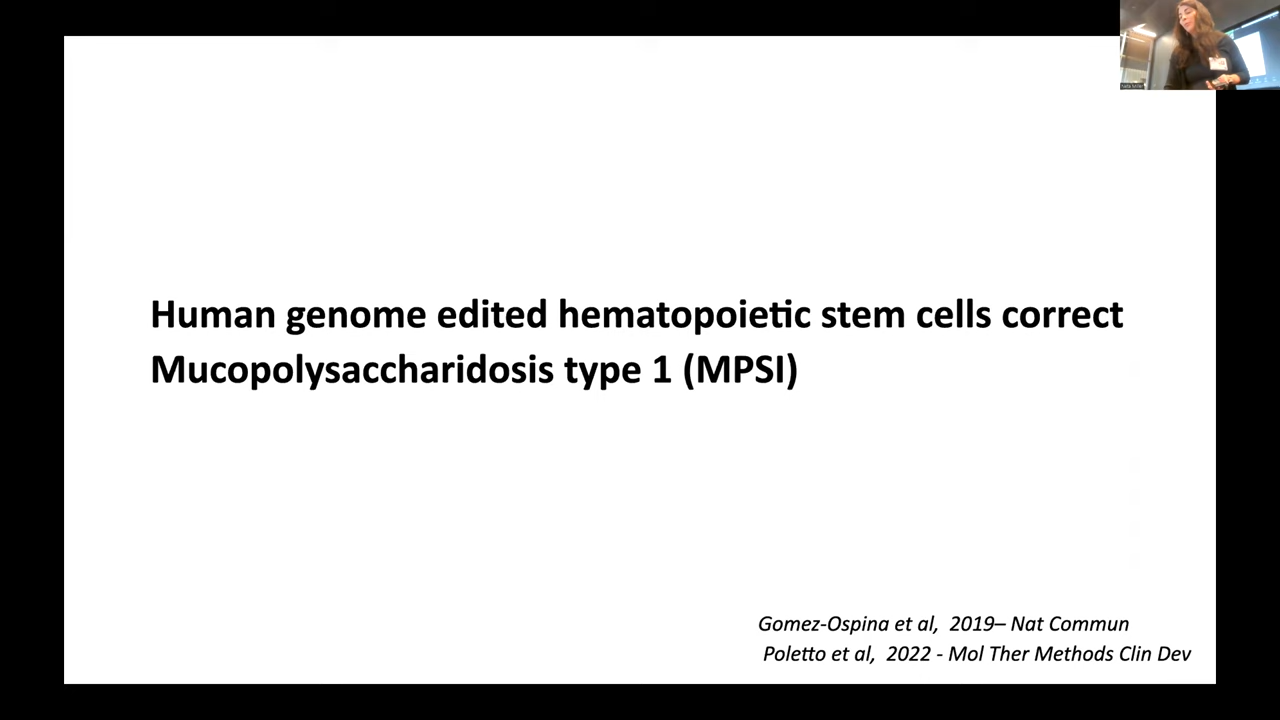 Human genome edited hematopoietic stem cells correct
Mucopolysaccharidosis type 1 (MPSI)
Gomez-Ospina et al, 2019– Nat Commun
Poletto et al, 2022 - Mol Ther Methods Clin Dev